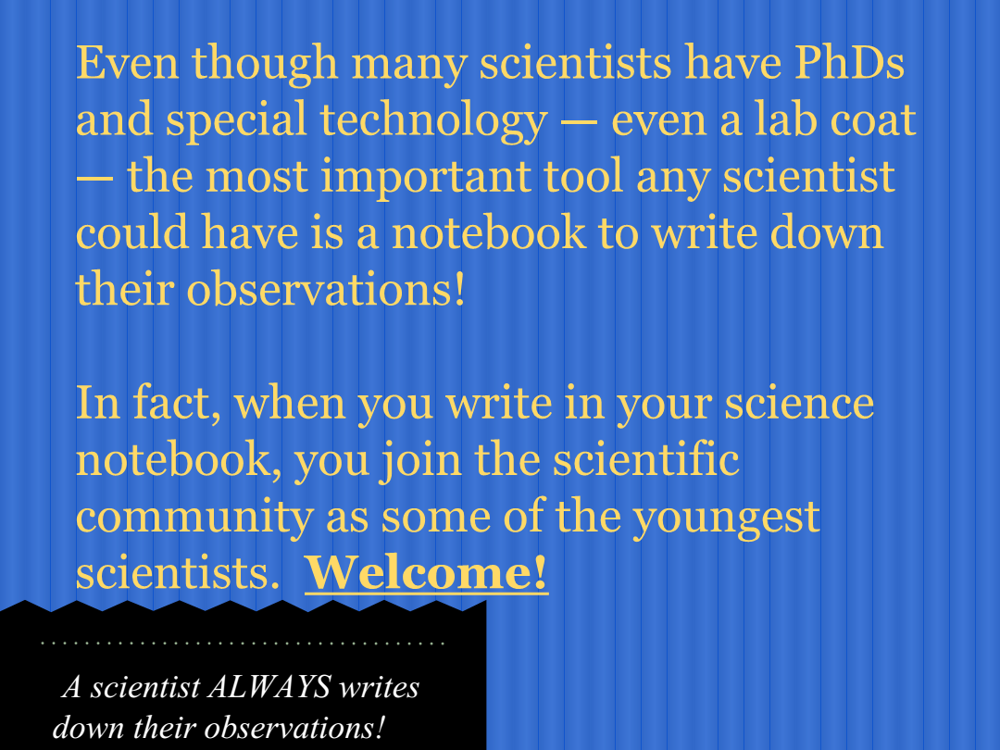 Even though many scientists have PhDs
and special technology — even a lab coat
— the most important tool any scientist
could have is a notebook to write down
their observations!
In fact, when you write in your science
notebook, you join the scientific
community as some of the youngest
scientists. Welcome!
A scientist ALWAYS writes
down their observations!